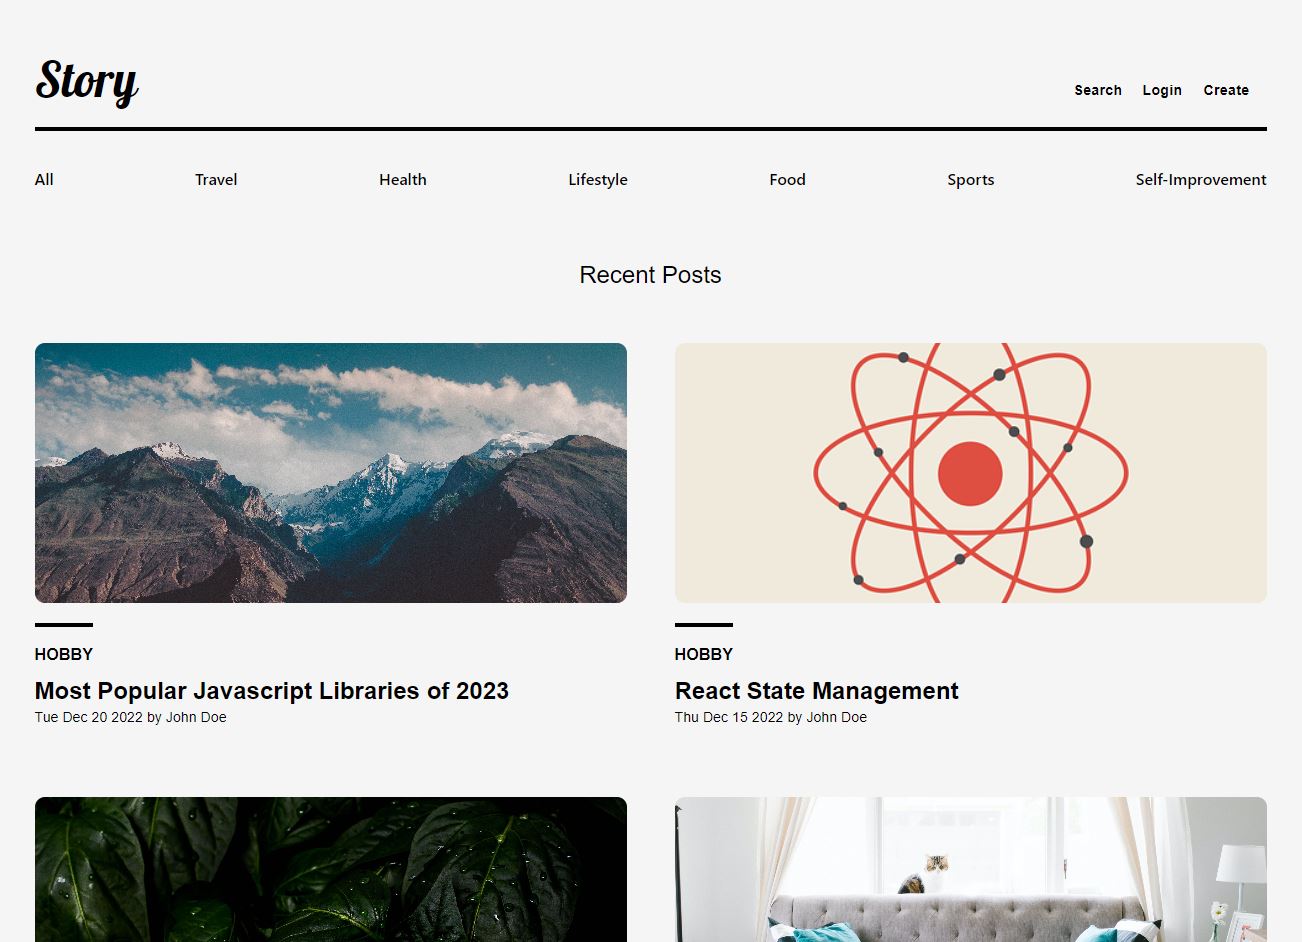 Story
Search Login Create
All Travel Health Lifestyle Food Sports Self-Improvement
Recent Posts
HOBBY
Most Popular Javascript Libraries of 2023
Tue Dec 20 2022 by John Doe
HOBBY
React State Management
Thu Dec 15 2022 by John Doe